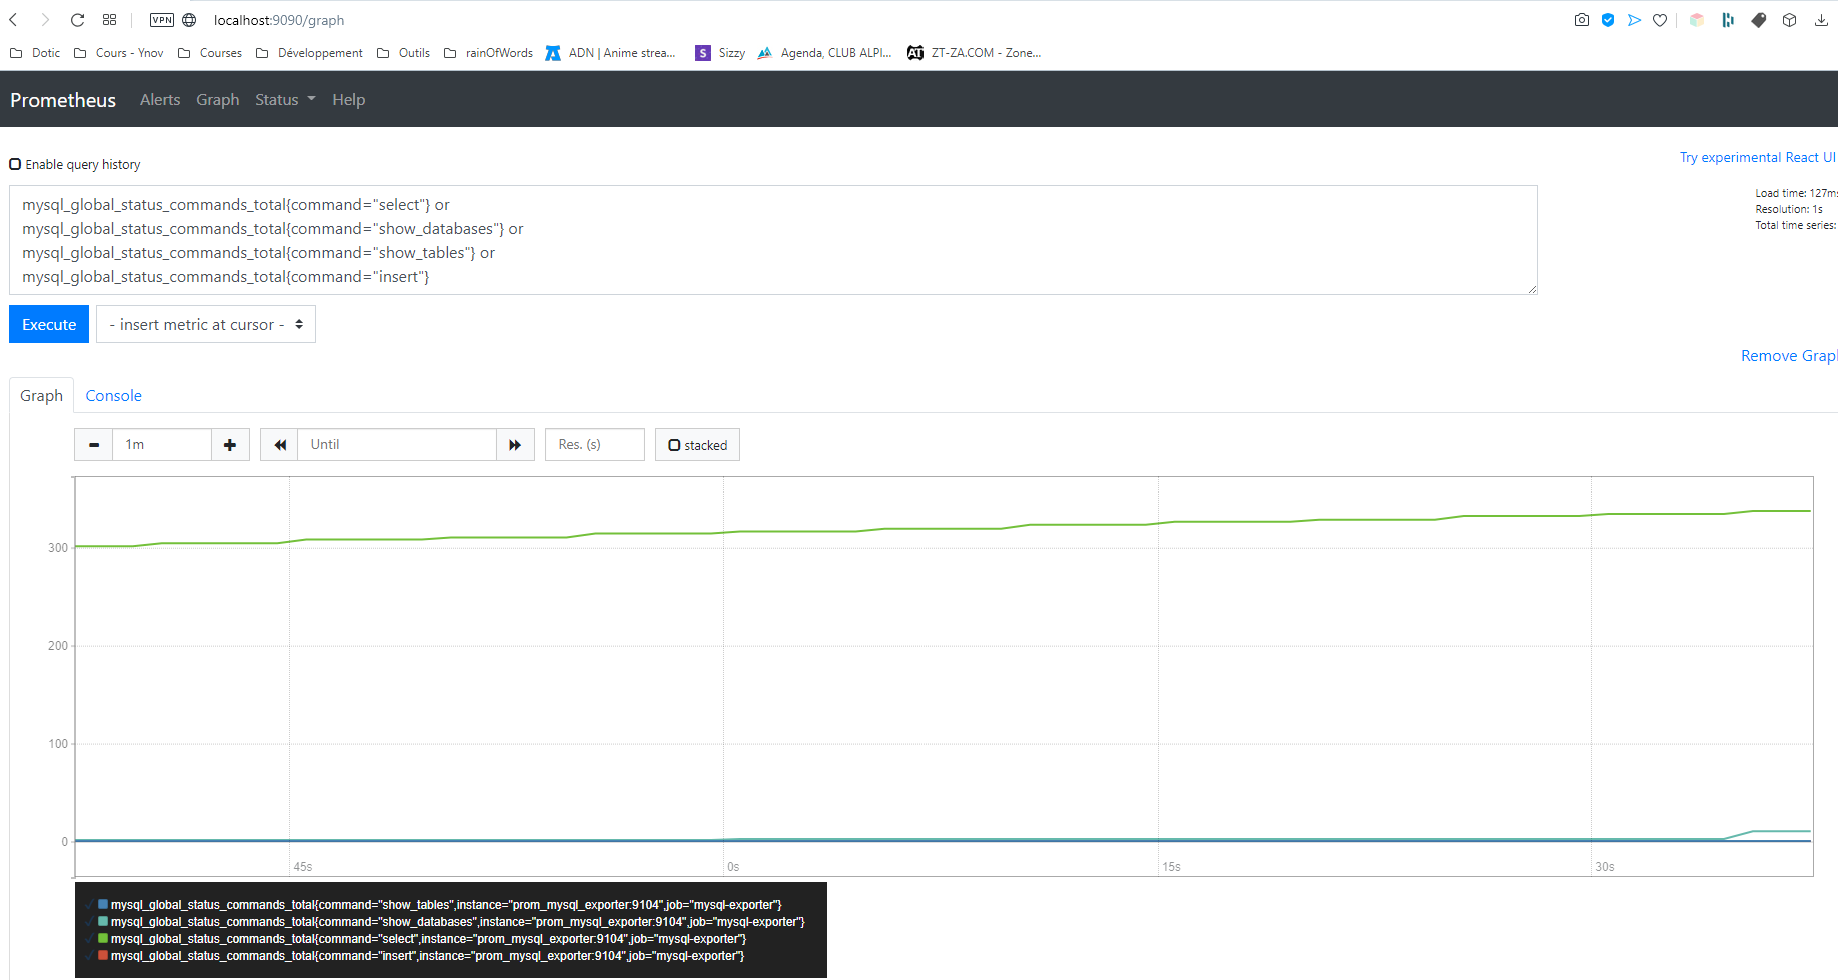 VPN localhost:9090/graph
Dotic Cours - Ynov Courses Développement Outils rainOfWords ADN | Anime strea... S Sizzy Agenda, CLUB ALPI... AT ZT-ZA.COM - Zone...
Prometheus Alerts Graph Status Help
Enable query history
Try experimental React UI
mysql_global_status_commands_total{command="select"} or
mysql_global_status_commands_total{command="show_databases"} or
mysql_global_status_commands_total{command="show_tables"} or
mysql_global_status_commands_total{command="insert"}
Load time: 127ms
Resolution: 1s
Total time series:
Execute - insert metric at cursor -
Remove Graph
Graph Console
1m Until Res. (s) stacked
300
200
100
0
45s 0s 15s 30s
mysql_global_status_commands_total{command="show_tables",instance="prom_mysql_exporter:9104",job="mysql-exporter"}
mysql_global_status_commands_total{command="show_databases",instance="prom_mysql_exporter:9104",job="mysql-exporter"}
mysql_global_status_commands_total{command="select",instance="prom_mysql_exporter:9104",job="mysql-exporter"}
mysql_global_status_commands_total{command="insert",instance="prom_mysql_exporter:9104",job="mysql-exporter"}